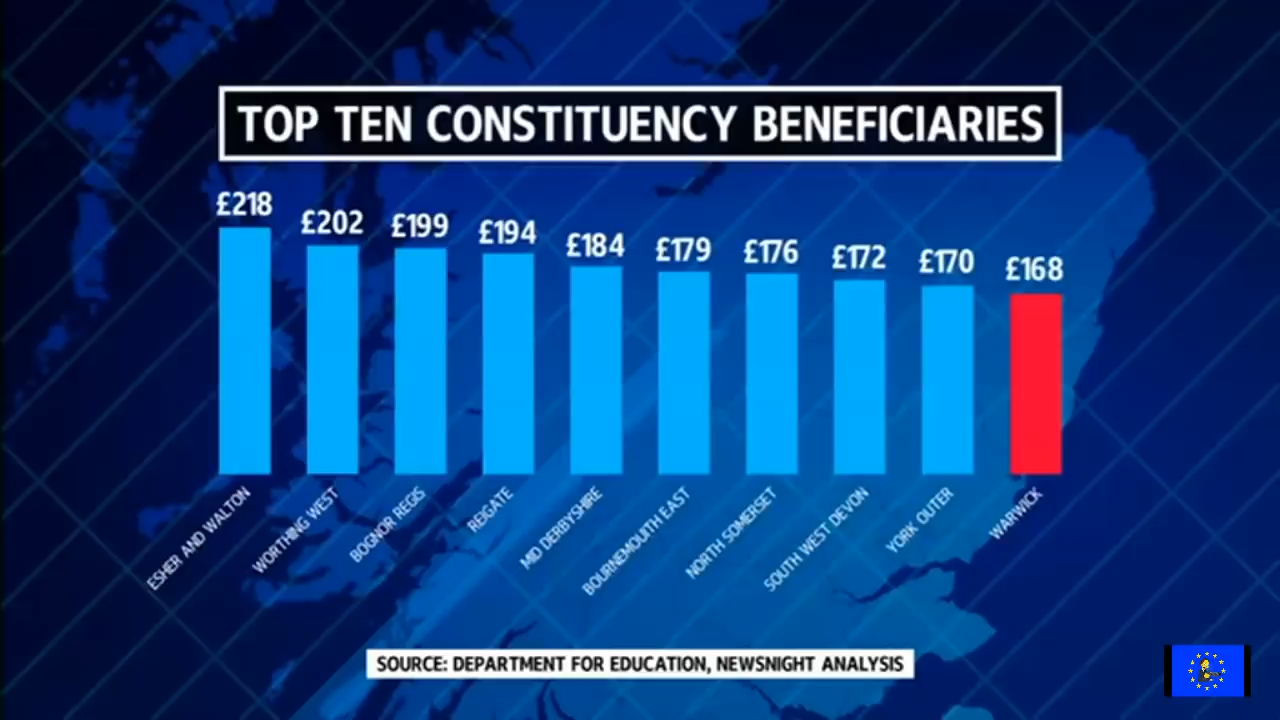 TOP TEN CONSTITUENCY BENEFICIARIES
£218
£202
£199
£194
£184
£179
£176
£172
£170
£168
ESHER AND WALTON
WORTHING WEST
BOGNOR REGIS
REIGATE
MID DERBYSHIRE
BOURNEMOUTH EAST
NORTH SOMERSET
SOUTH WEST DEVON
YORK OUTER
WARWICK
SOURCE: DEPARTMENT FOR EDUCATION, NEWSNIGHT ANALYSIS